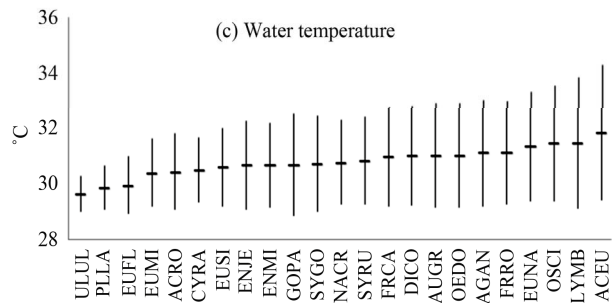 (c) Water temperature
°C
36
34
32
30
28
ULUL
PLLA
EUFL
EUMI
ACRO
CYRA
EUSI
ENJE
ENMI
GOPA
SYGO
NACR
SYRU
FRCA
DICO
AUGR
OEDO
AGAN
FRRO
EUNA
OSCI
LYMB
ACEU